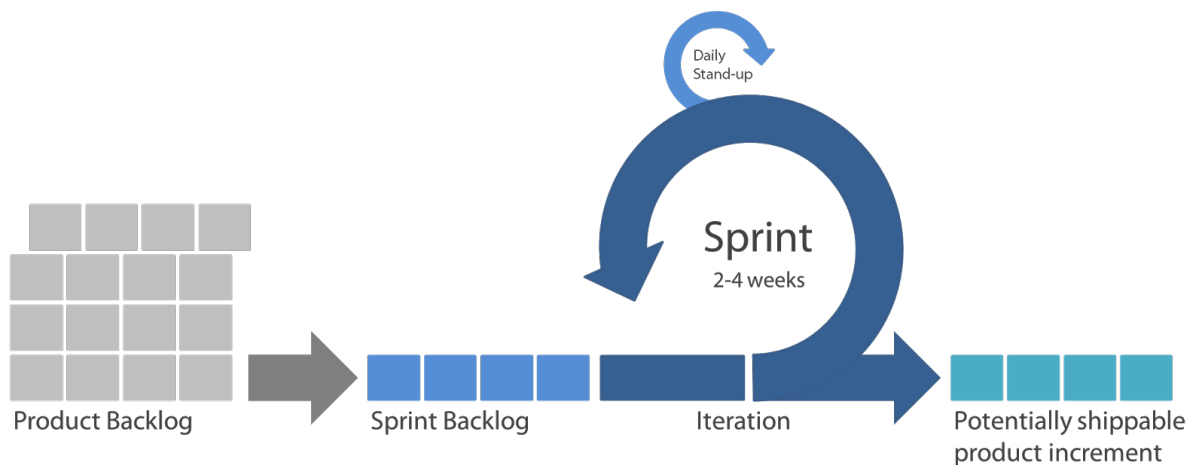 Daily
Stand-up
Sprint
2-4 weeks
Product Backlog
Sprint Backlog
Iteration
Potentially shippable
product increment